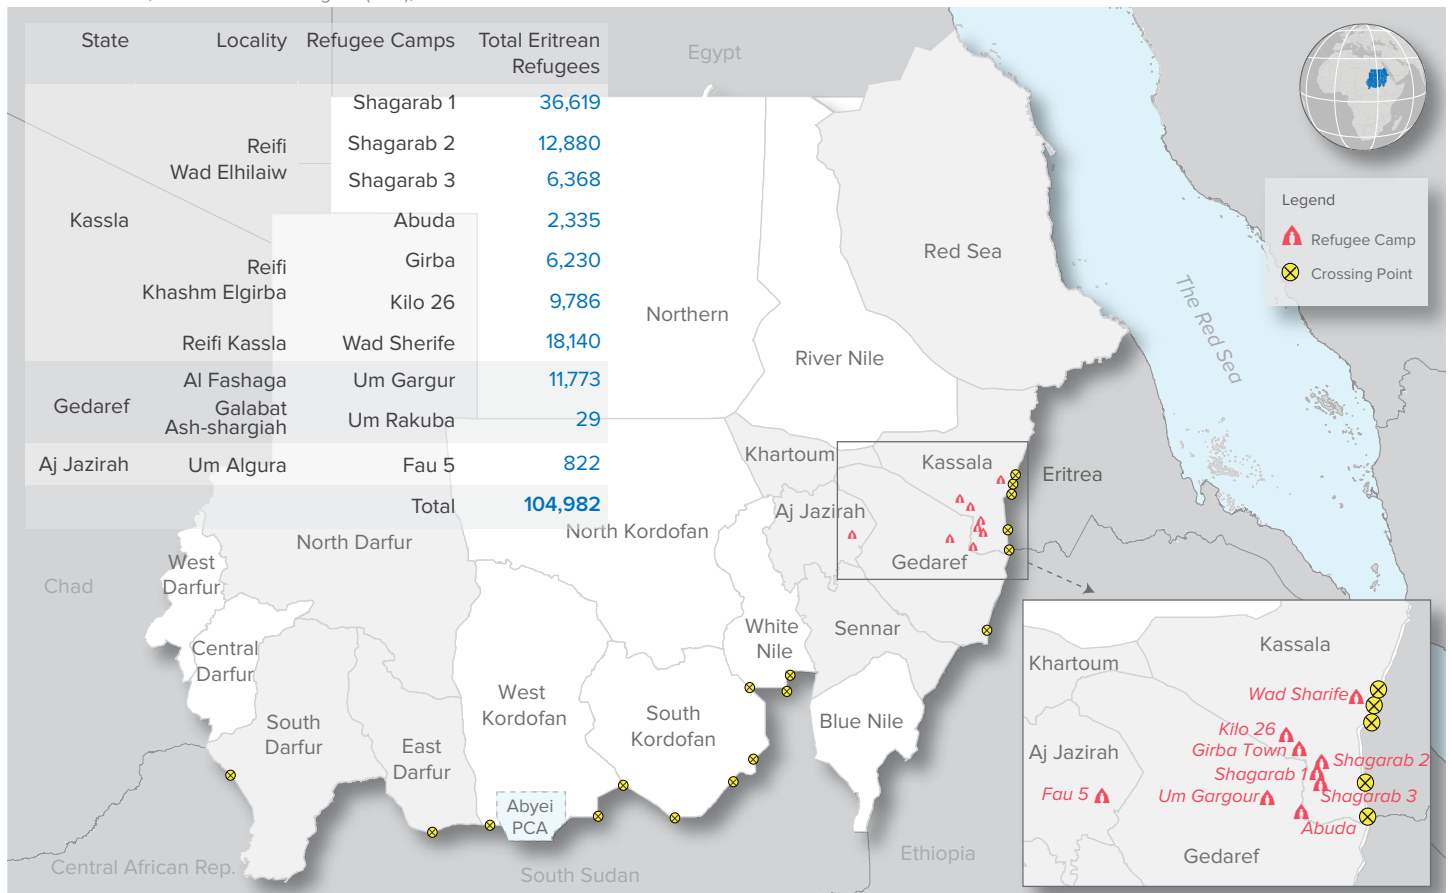 State Locality Refugee Camps Total Eritrean
Refugees
Shagarab 1 36,619
Reifi
Wad Elhilaiw
Shagarab 2 12,880
Shagarab 3 6,368
Kassla
Abuda 2,335
Reifi
Khashm Elgirba
Girba 6,230
Kilo 26 9,786
Reifi Kassla Wad Sherife 18,140
Gedaref
Al Fashaga Um Gargur 11,773
Galabat
Ash-shargiah
Um Rakuba 29
Aj Jazirah Um Algura Fau 5 822
Total 104,982
Egypt
Red Sea
Northern
River Nile
The Red Sea
Legend
Refugee Camp
Crossing Point
Khartoum
Kassala
Eritrea
Aj Jazirah
North Kordofan
North Darfur
Gedaref
West
Darfur
Chad
Central
Darfur
White
Nile
Sennar
West
Kordofan
South
Kordofan
Blue Nile
South
Darfur
East
Darfur
Abyei
PCA
Central African Rep.
South Sudan
Ethiopia
Kassala
Khartoum
Wad Sharife
Kilo 26
Girba Town
Aj Jazirah
Shagarab 2
Shagarab 1
Fau 5
Um Gargour
Shagarab 3
Abuda
Gedaref